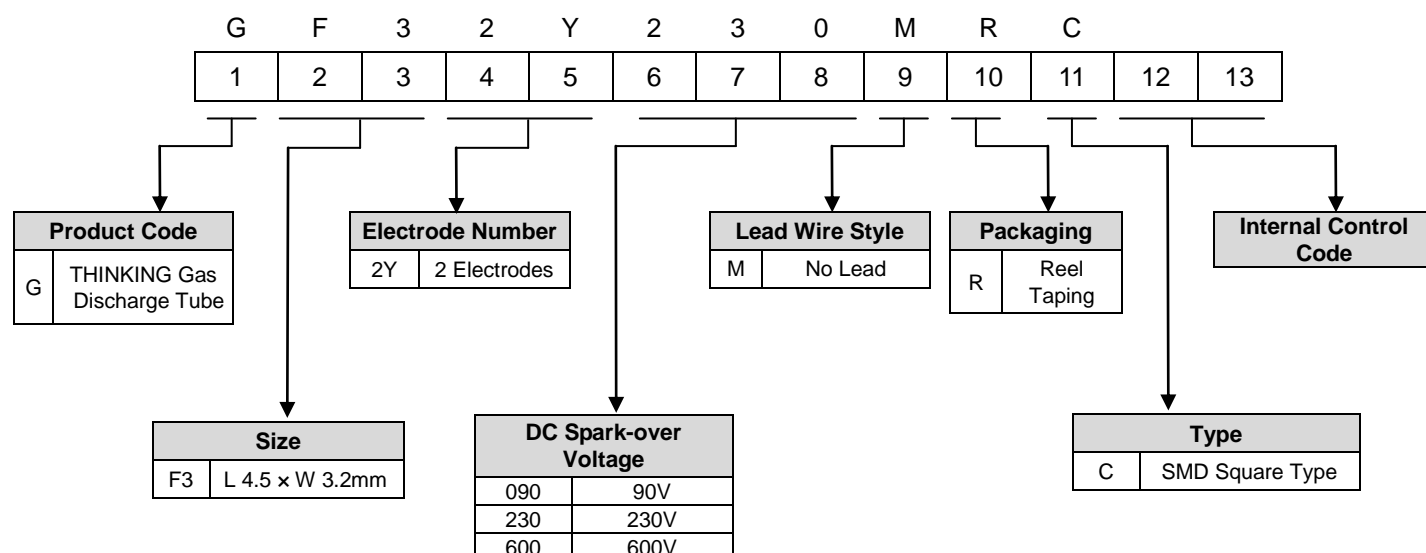 G F 3 2 Y 2 3 0 M R C
1 2 3 4 5 6 7 8 9 10 11 12 13
Product Code
G THINKING Gas Discharge Tube
Electrode Number
2Y 2 Electrodes
Lead Wire Style
M No Lead
Packaging
R Reel Taping
Internal Control
Code
Size
F3 L 4.5 × W 3.2mm
DC Spark-over
Voltage
090 90V
230 230V
600 600V
Type
C SMD Square Type